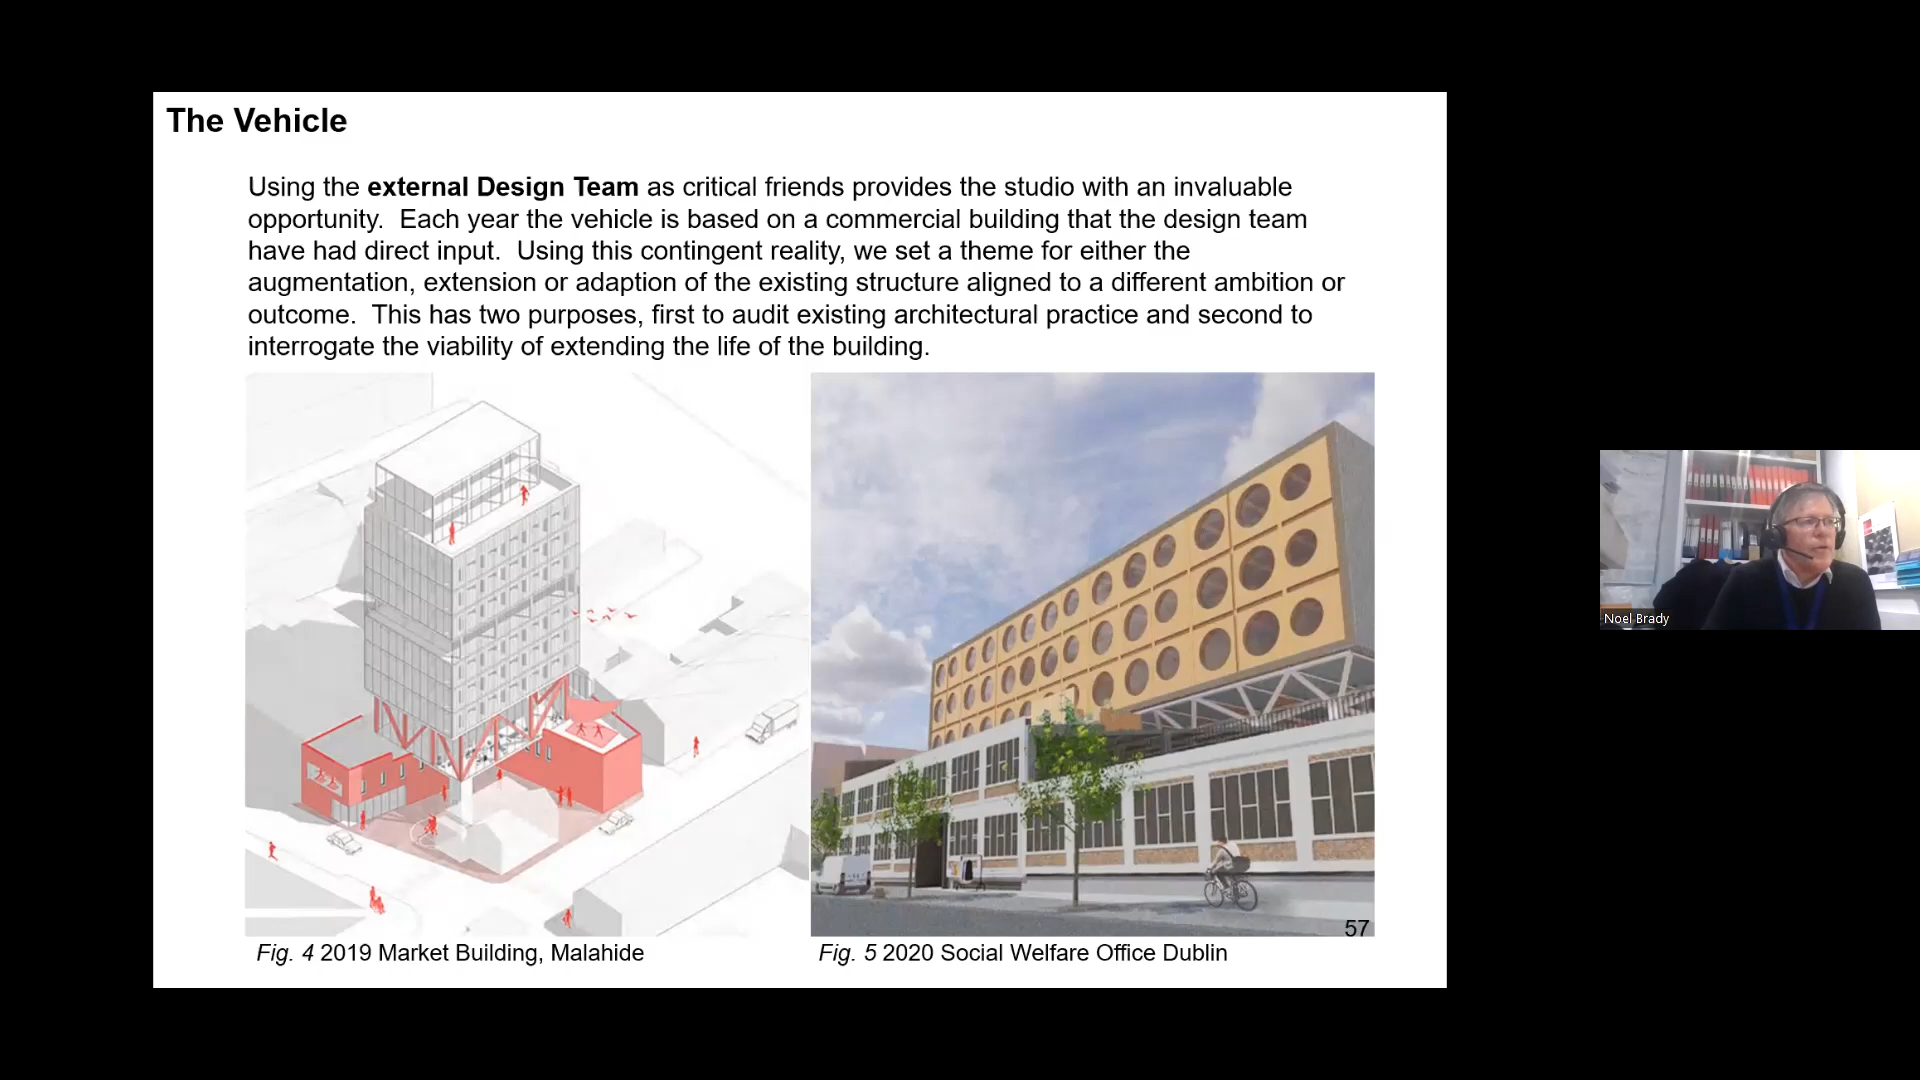 The Vehicle
Using the external Design Team as critical friends provides the studio with an invaluable
opportunity.  Each year the vehicle is based on a commercial building that the design team
have had direct input.  Using this contingent reality, we set a theme for either the
augmentation, extension or adaption of the existing structure aligned to a different ambition or
outcome.  This has two purposes, first to audit existing architectural practice and second to
interrogate the viability of extending the life of the building.
57
Fig. 4 2019 Market Building, Malahide
Fig. 5 2020 Social Welfare Office Dublin
Noel Brady